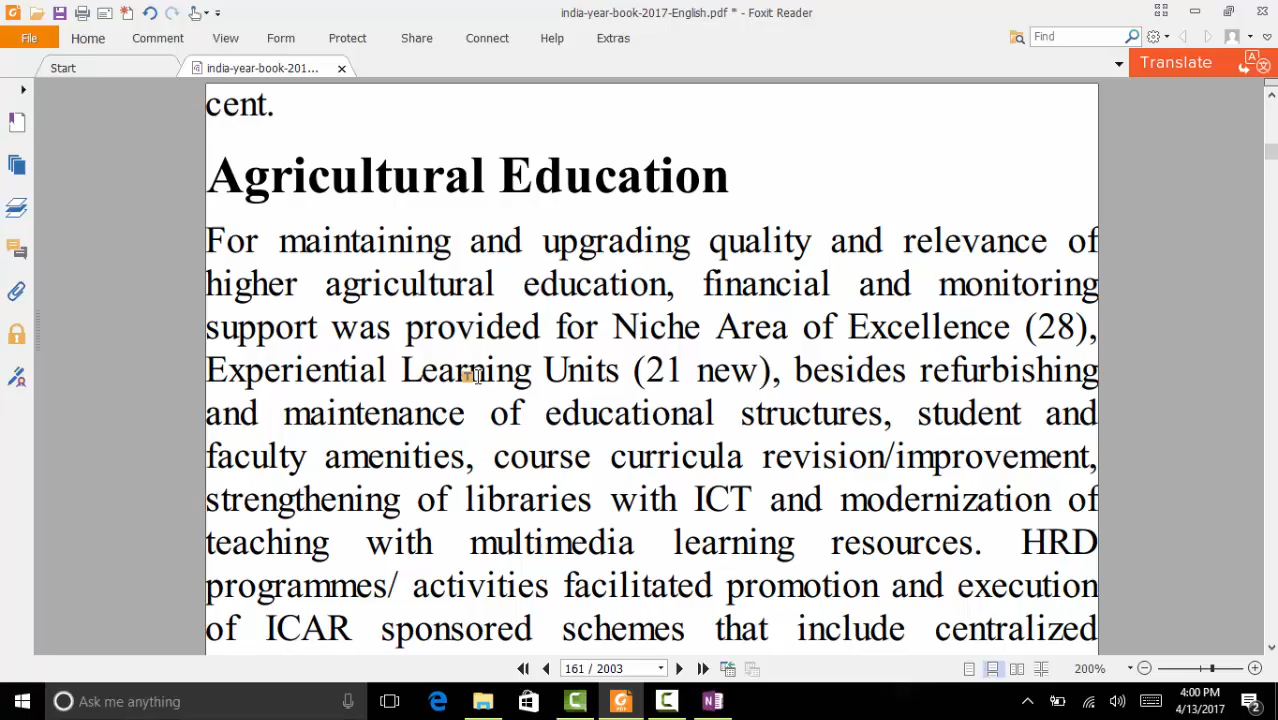 india-year-book-2017-English.pdf * - Foxit Reader
File Home Comment View Form Protect Share Connect Help Extras Find
Start india-year-book-201... Translate
cent.
Agricultural Education
For maintaining and upgrading quality and relevance of
higher agricultural education, financial and monitoring
support was provided for Niche Area of Excellence (28),
Experiential Learning Units (21 new), besides refurbishing
and maintenance of educational structures, student and
faculty amenities, course curricula revision/improvement,
strengthening of libraries with ICT and modernization of
teaching with multimedia learning resources. HRD
programmes/ activities facilitated promotion and execution
of ICAR sponsored schemes that include centralized
161 / 2003 200%
Ask me anything
4:00 PM
4/13/2017
2